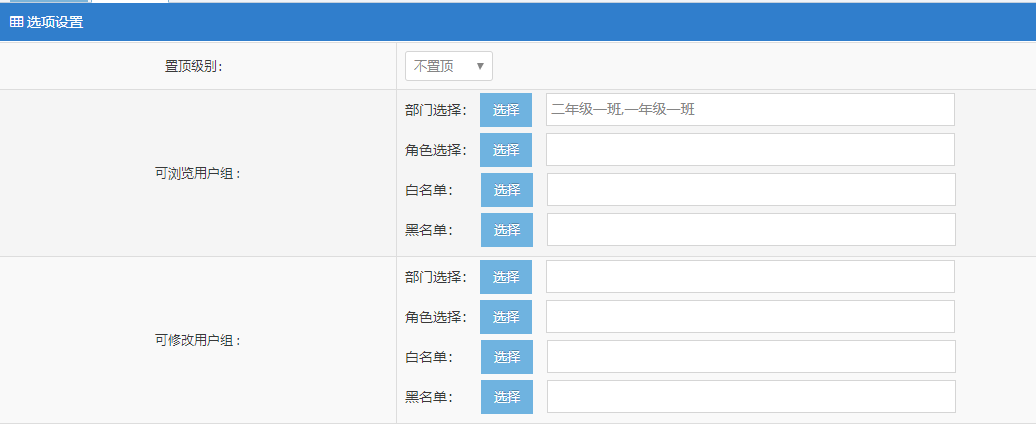 选项设置
置顶级别：
不置顶
可浏览用户组 :
部门选择： 选择 二年级一班,一年级一班
角色选择： 选择
白名单： 选择
黑名单： 选择
可修改用户组 :
部门选择： 选择
角色选择： 选择
白名单： 选择
黑名单： 选择